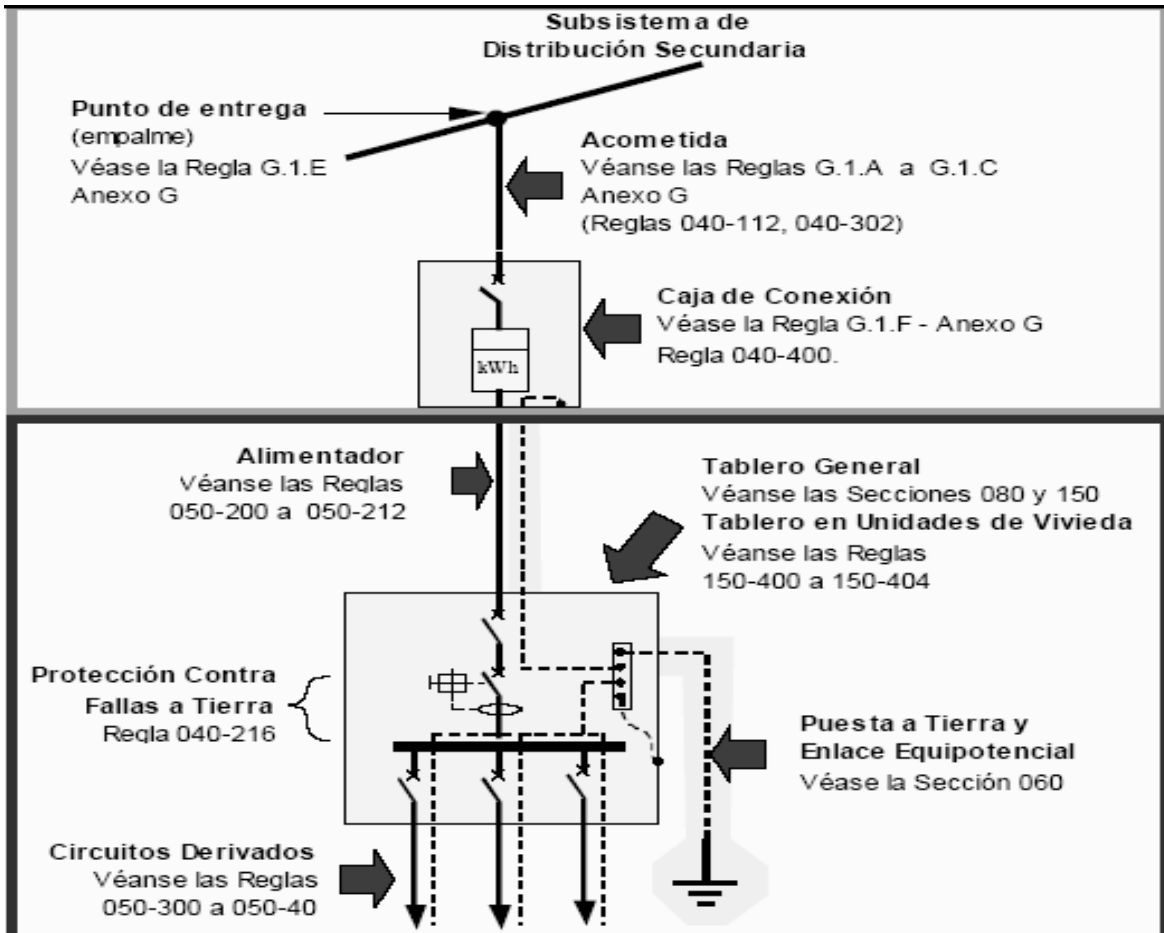 Subsistema de
Distribución Secundaria
Punto de entrega
(empalme)
Véase la Regla G.1.E
Anexo G
Acometida
Véanse las Reglas G.1.A a G.1.C
Anexo G
(Reglas 040-112, 040-302)
Caja de Conexión
Véase la Regla G.1.F - Anexo G
Regla 040-400.
kWh
Alimentador
Véanse las Reglas
050-200 a 050-212
Tablero General
Véanse las Secciones 080 y 150
Tablero en Unidades de Vivieda
Véanse las Reglas
150-400 a 150-404
Protección Contra
Fallas a Tierra
Regla 040-216
Puesta a Tierra y
Enlace Equipotencial
Véase la Sección 060
Circuitos Derivados
Véanse las Reglas
050-300 a 050-40